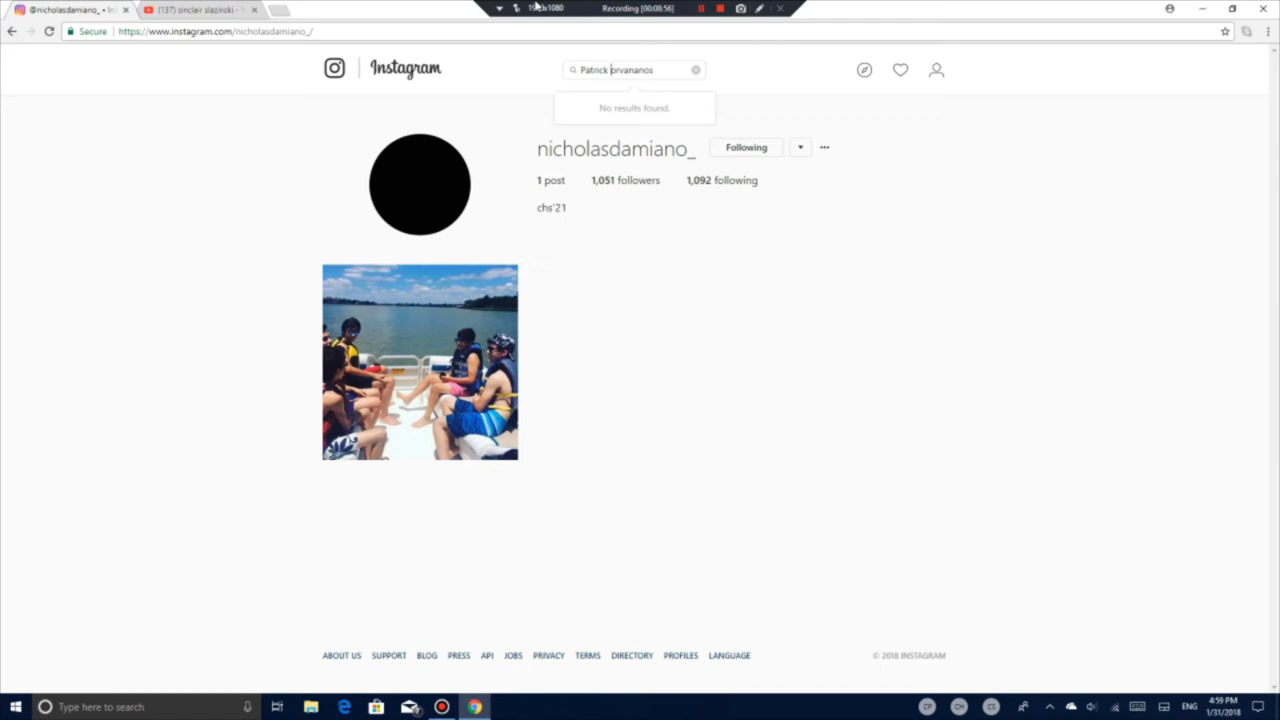 @nicholasdamiano_ • In
(137) sinclair slazinski - Y
Recording [00:08:56]
Secure
https://www.instagram.com/nicholasdamiano_/
Instagram
Patrick orvananos
No results found.
nicholasdamiano_
Following
1 post
1,051 followers
1,092 following
chs'21
ABOUT US
SUPPORT
BLOG
PRESS
API
JOBS
PRIVACY
TERMS
DIRECTORY
PROFILES
LANGUAGE
© 2018 INSTAGRAM
Type here to search
CP
CH
CS
ENG
4:59 PM
1/31/2018